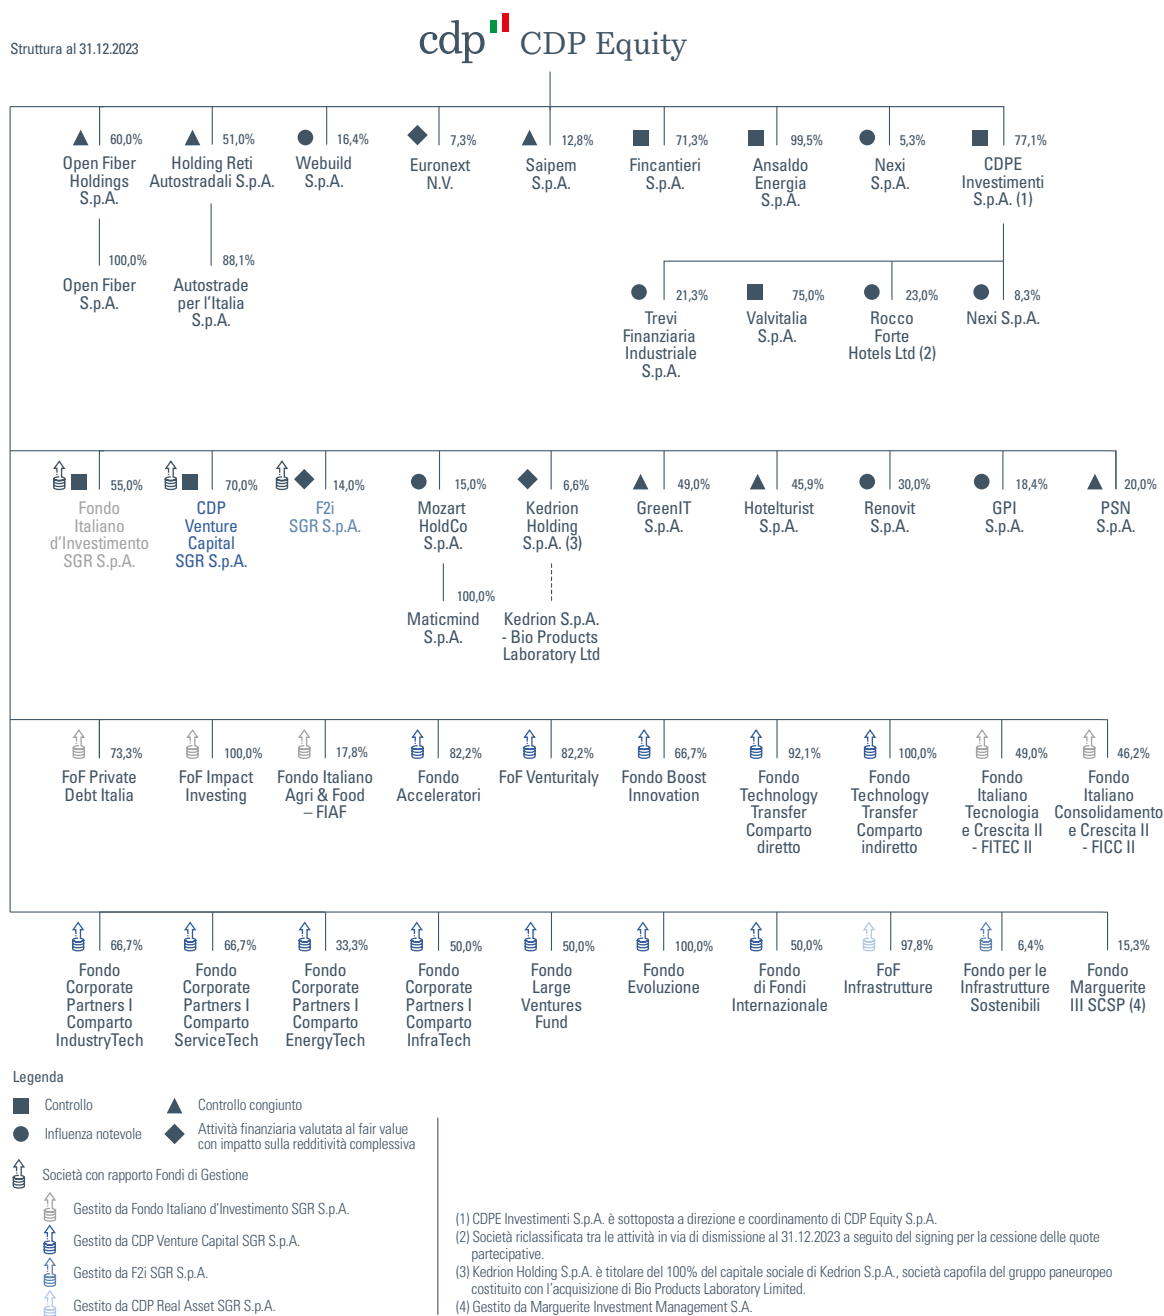 Struttura al 31.12.2023
cdp CDP Equity
60,0%
Open Fiber
Holdings
S.p.A.
51,0%
Holding Reti
Autostradali S.p.A.
16,4%
Webuild
S.p.A.
7,3%
Euronext
N.V.
12,8%
Saipem
S.p.A.
71,3%
Fincantieri
S.p.A.
99,5%
Ansaldo
Energia
S.p.A.
5,3%
Nexi
S.p.A.
77,1%
CDPE
Investimenti
S.p.A. (1)
100,0%
Open Fiber
S.p.A.
88,1%
Autostrade
per l'Italia
S.p.A.
21,3%
Trevi
Finanziaria
Industriale
S.p.A.
75,0%
Valvitalia
S.p.A.
23,0%
Rocco
Forte
Hotels Ltd (2)
8,3%
Nexi S.p.A.
55,0%
Fondo
Italiano
d'Investimento
SGR S.p.A.
70,0%
CDP
Venture
Capital
SGR S.p.A.
14,0%
F2i
SGR S.p.A.
15,0%
Mozart
HoldCo
S.p.A.
6,6%
Kedrion
Holding
S.p.A. (3)
49,0%
GreenIT
S.p.A.
45,9%
Hotelturist
S.p.A.
30,0%
Renovit
S.p.A.
18,4%
GPI
S.p.A.
20,0%
PSN
S.p.A.
100,0%
Maticmind
S.p.A.
Kedrion S.p.A.
- Bio Products
Laboratory Ltd
73,3%
FoF Private
Debt Italia
100,0%
FoF Impact
Investing
17,8%
Fondo Italiano
Agri & Food
– FIAF
82,2%
Fondo
Acceleratori
82,2%
FoF Venturitaly
66,7%
Fondo Boost
Innovation
92,1%
Fondo
Technology
Transfer
Comparto
diretto
100,0%
Fondo
Technology
Transfer
Comparto
indiretto
49,0%
Fondo
Italiano
Tecnologia
e Crescita II
- FITEC II
46,2%
Fondo
Italiano
Consolidamento
e Crescita II
- FICC II
66,7%
Fondo
Corporate
Partners I
Comparto
IndustryTech
66,7%
Fondo
Corporate
Partners I
Comparto
ServiceTech
33,3%
Fondo
Corporate
Partners I
Comparto
EnergyTech
50,0%
Fondo
Corporate
Partners I
Comparto
InfraTech
50,0%
Fondo
Large
Ventures
Fund
100,0%
Fondo
Evoluzione
50,0%
Fondo
di Fondi
Internazionale
97,8%
FoF
Infrastrutture
6,4%
Fondo per le
Infrastrutture
Sostenibili
15,3%
Fondo
Marguerite
III SCSP (4)
Legenda
Controllo
Controllo congiunto
Influenza notevole
Attività finanziaria valutata al fair value
con impatto sulla redditività complessiva
Società con rapporto Fondi di Gestione
Gestito da Fondo Italiano d'Investimento SGR S.p.A.
Gestito da CDP Venture Capital SGR S.p.A.
Gestito da F2i SGR S.p.A.
Gestito da CDP Real Asset SGR S.p.A.
(1) CDPE Investimenti S.p.A. è sottoposta a direzione e coordinamento di CDP Equity S.p.A.
(2) Società riclassificata tra le attività in via di dismissione al 31.12.2023 a seguito del signing per la cessione delle quote
partecipative.
(3) Kedrion Holding S.p.A. è titolare del 100% del capitale sociale di Kedrion S.p.A., società capofila del gruppo paneuropeo
costituito con l'acquisizione di Bio Products Laboratory Limited.
(4) Gestito da Marguerite Investment Management S.A.